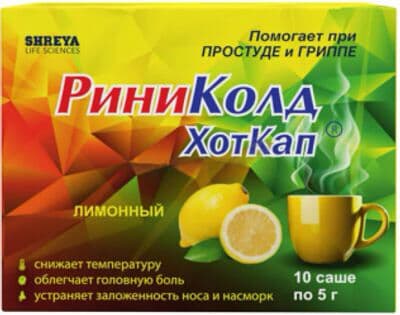 SHREYA
LIFE SCIENCES
Помогает при
ПРОСТУДЕ и ГРИППЕ
РиниКолд
ХотКап®
ЛИМОННЫЙ
снижает температуру
облегчает головную боль
устраняет заложенность носа и насморк
10 саше
по 5 г